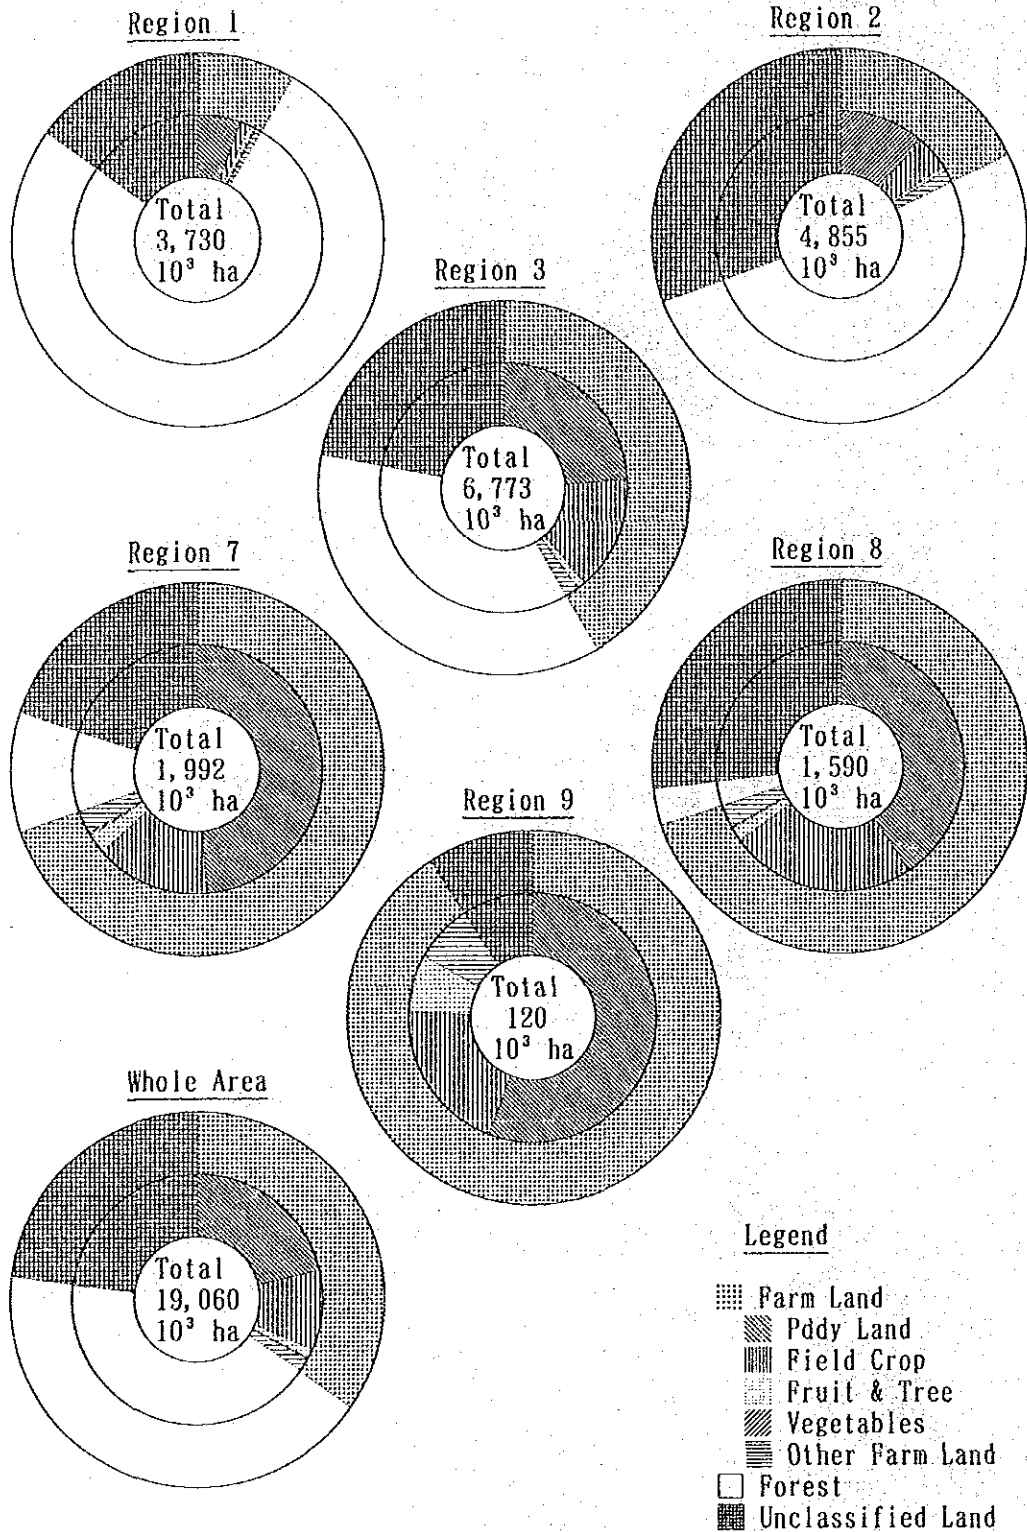 Region 1
Total
3,730
10³ ha
Region 2
Total
4,855
10³ ha
Region 3
Total
6,773
10³ ha
Region 7
Total
1,992
10³ ha
Region 8
Total
1,590
10³ ha
Region 9
Total
120
10³ ha
Whole Area
Total
19,060
10³ ha
Legend
Farm Land
Pddy Land
Field Crop
Fruit & Tree
Vegetables
Other Farm Land
Forest
Unclassified Land